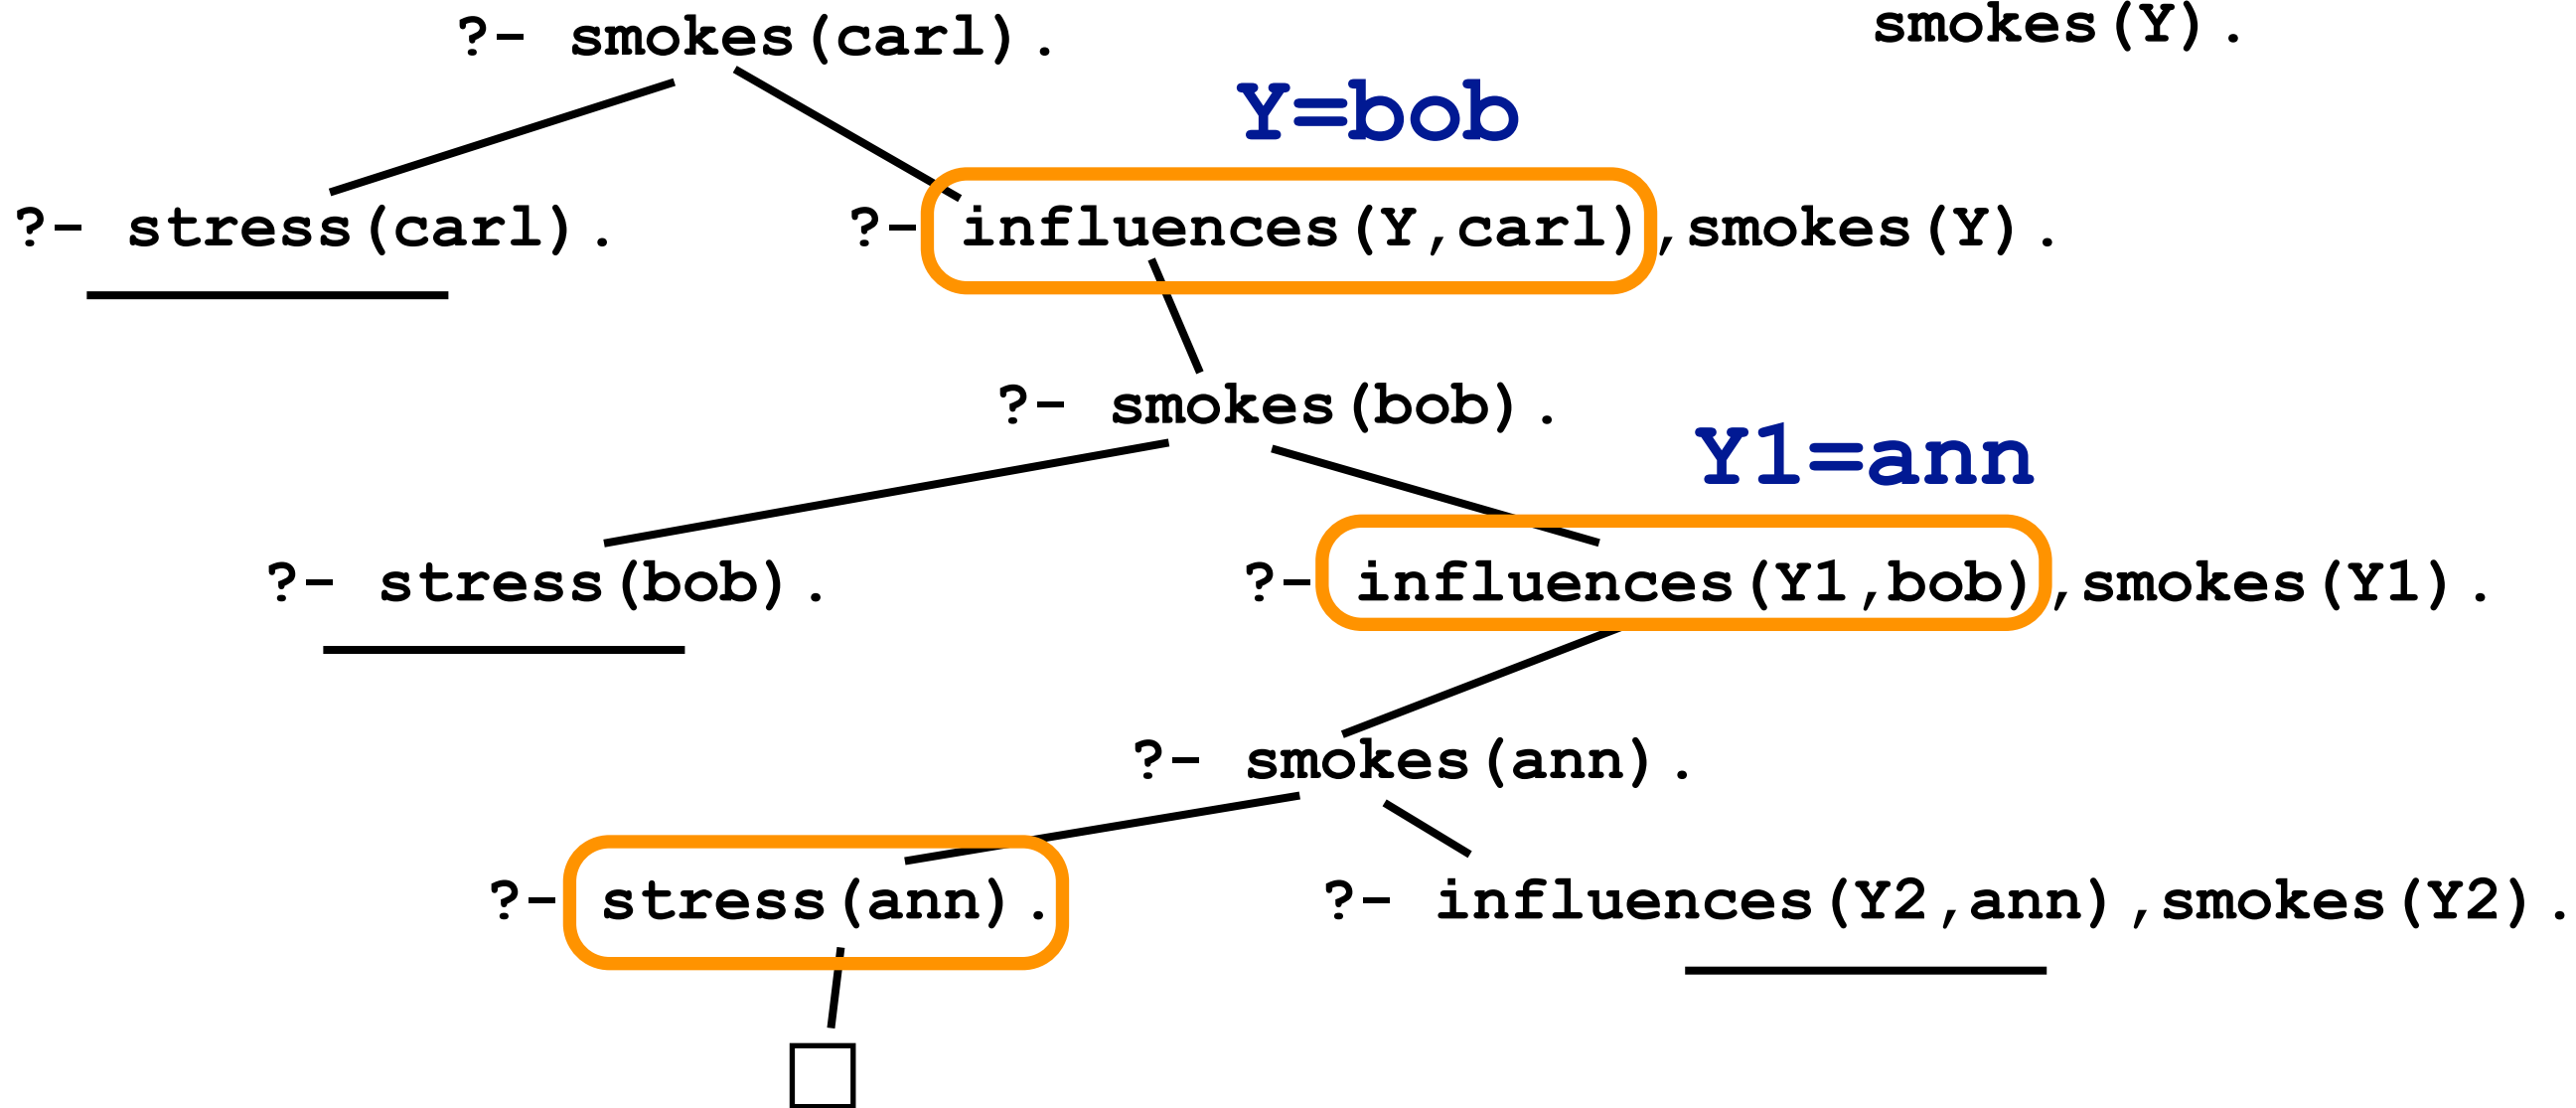 ?- smokes(carl).
smokes(Y).
Y=bob
?- stress(carl).
?- influences(Y,carl),smokes(Y).
?- smokes(bob).
Y1=ann
?- stress(bob).
?- influences(Y1,bob),smokes(Y1).
?- smokes(ann).
?- stress(ann).
?- influences(Y2,ann),smokes(Y2).